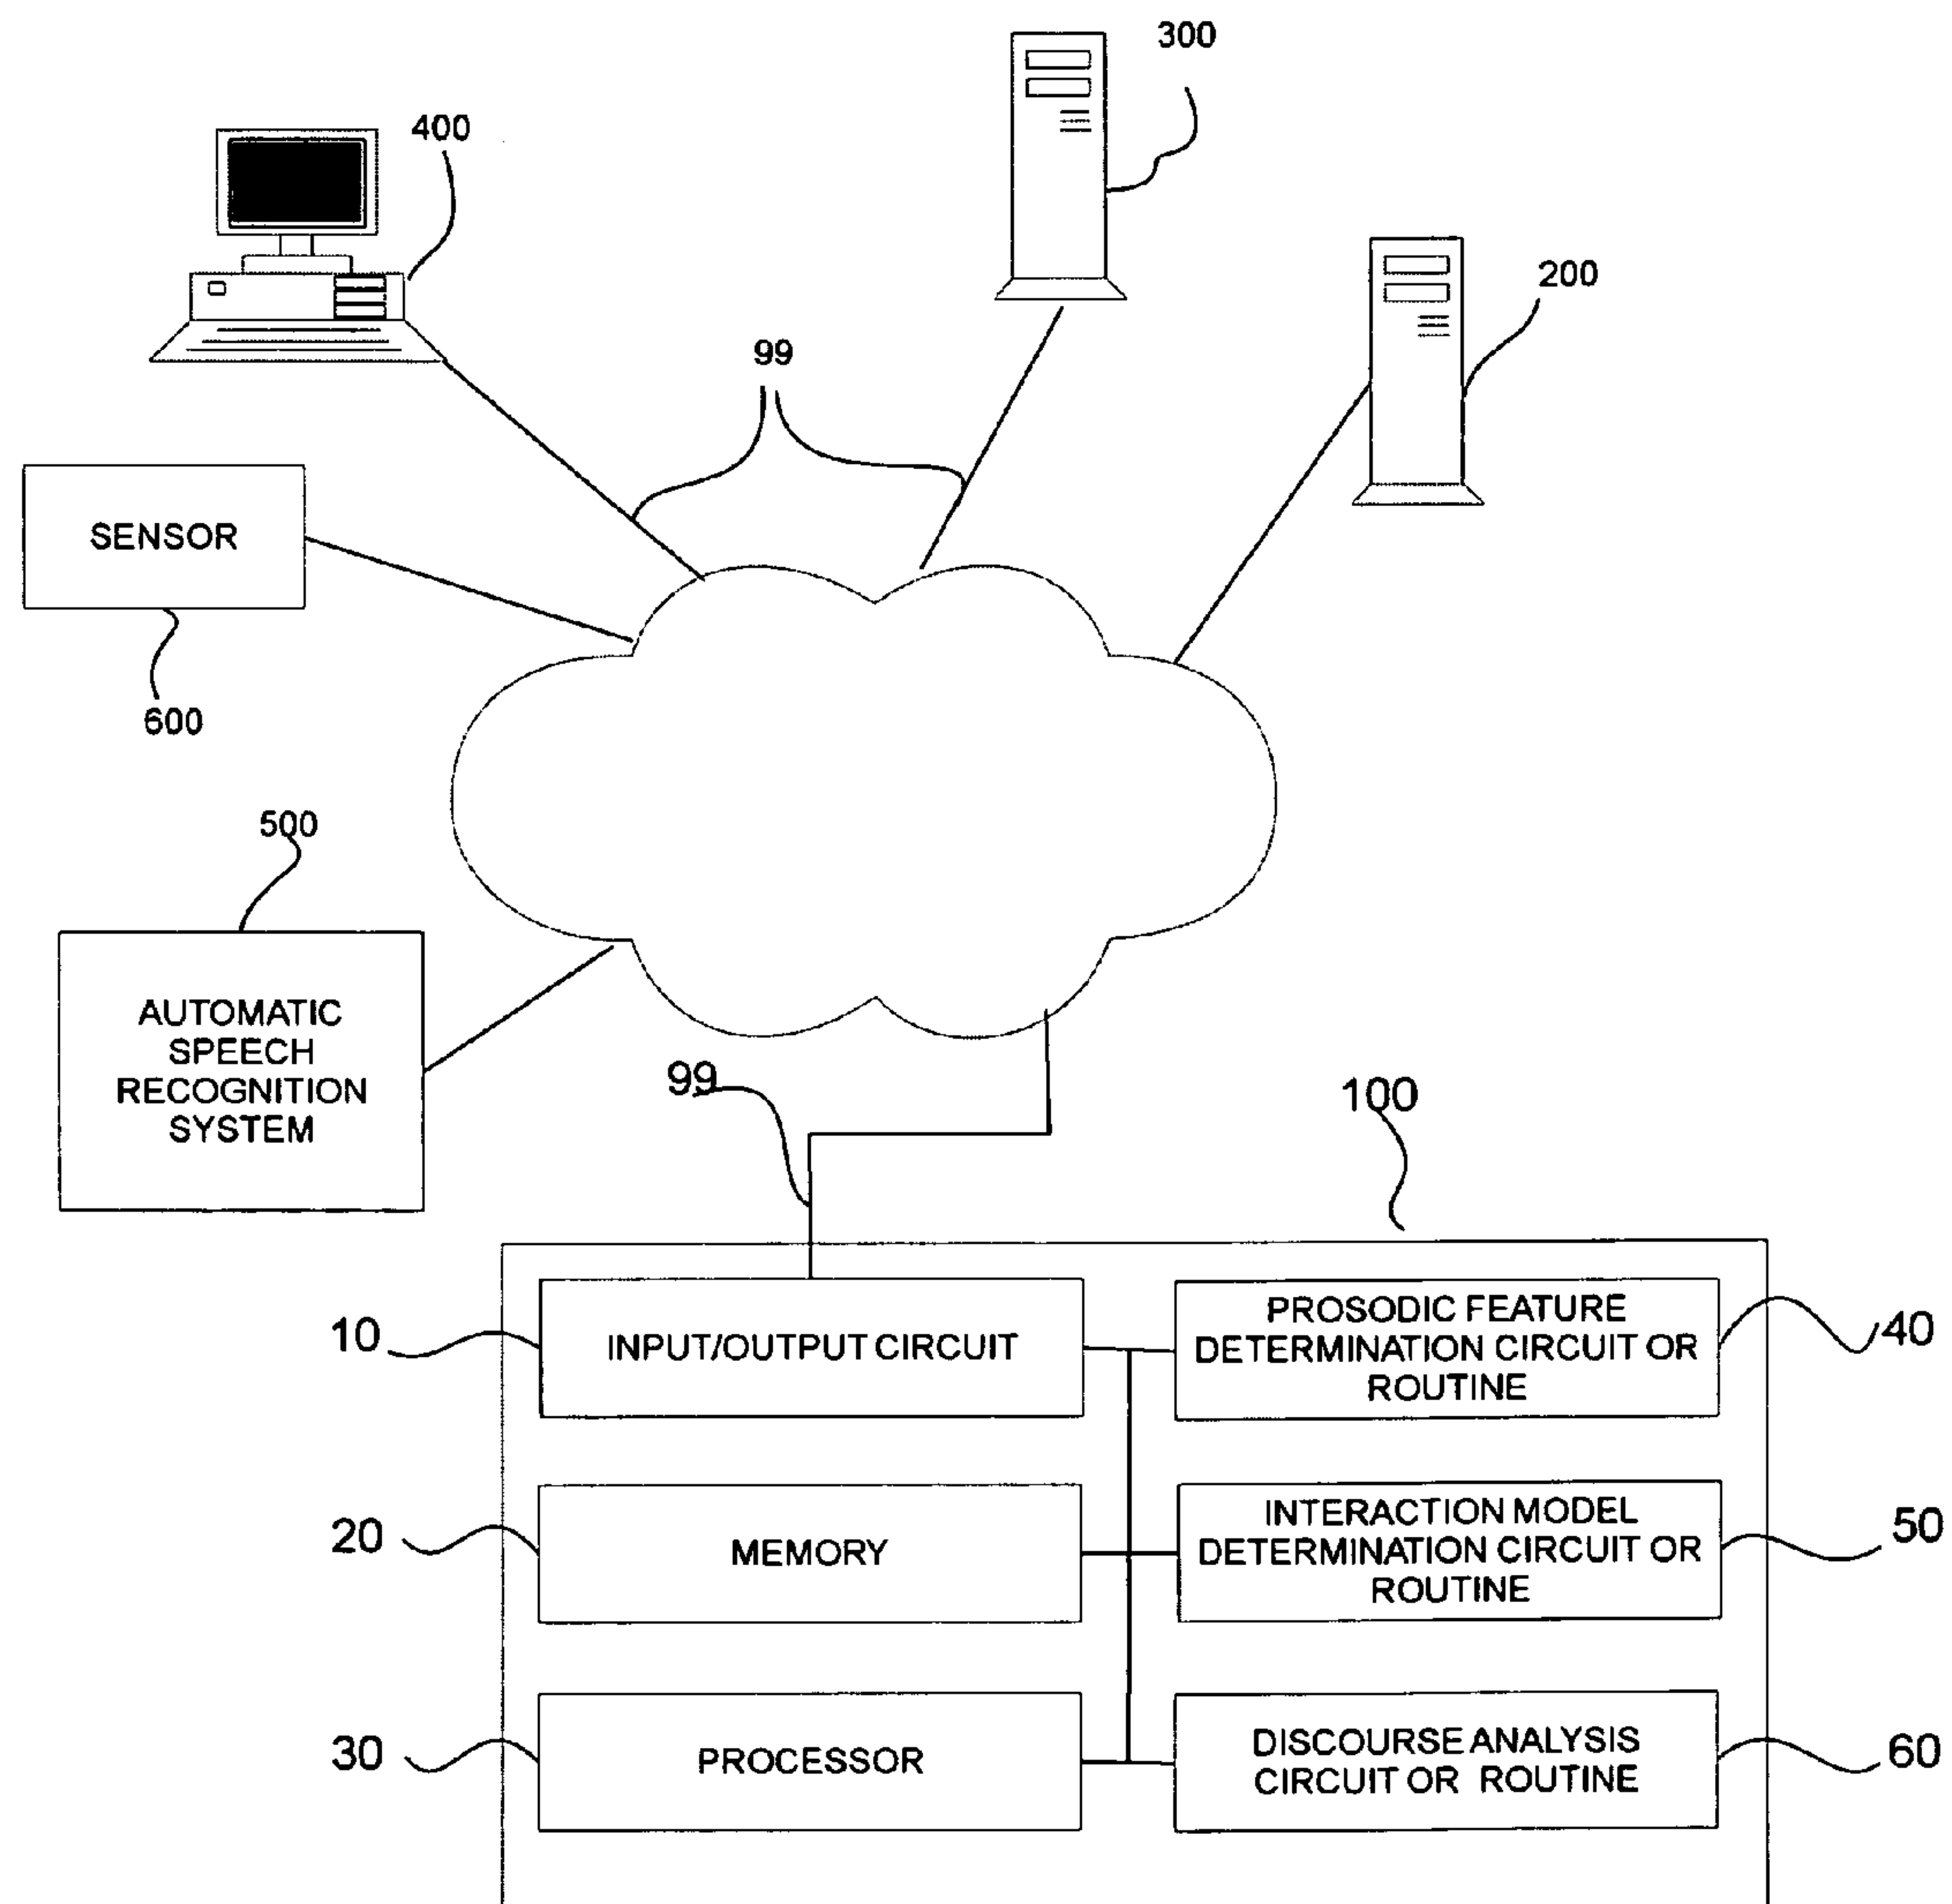 300
400
200
99
SENSOR
600
500
AUTOMATIC
SPEECH
RECOGNITION
SYSTEM
99
100
10
INPUT/OUTPUT CIRCUIT
PROSODIC FEATURE
DETERMINATION CIRCUIT OR
ROUTINE
40
20
MEMORY
INTERACTION MODEL
DETERMINATION CIRCUIT OR
ROUTINE
50
30
PROCESSOR
DISCOURSE ANALYSIS
CIRCUIT OR ROUTINE
60